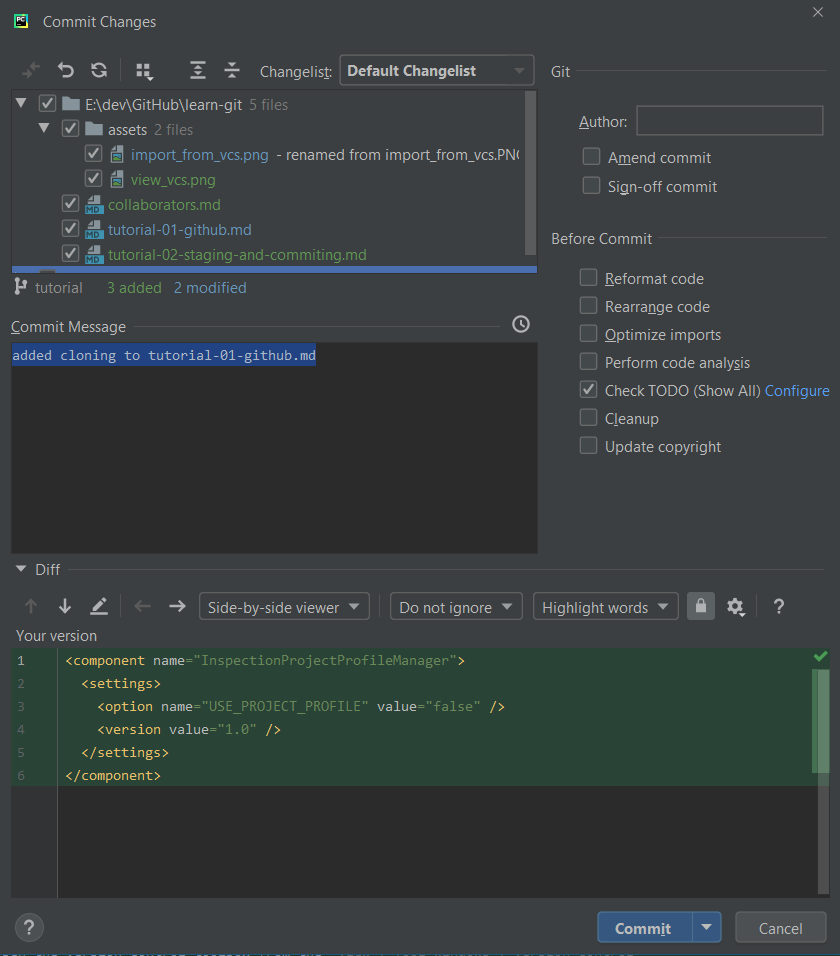 PC
Commit Changes
Changelist: Default Changelist
E:\dev\GitHub\learn-git 5 files
assets 2 files
import_from_vcs.png - renamed from import_from_vcs.PNG
view_vcs.png
MD collaborators.md
MD tutorial-01-github.md
MD tutorial-02-staging-and-commiting.md
tutorial 3 added 2 modified
Commit Message
added cloning to tutorial-01-github.md
Git
Author:
Amend commit
Sign-off commit
Before Commit
Reformat code
Rearrange code
Optimize imports
Perform code analysis
Check TODO (Show All) Configure
Cleanup
Update copyright
Diff
Side-by-side viewer Do not ignore Highlight words ?
Your version
1 <component name="InspectionProjectProfileManager">
2 <settings>
3 <option name="USE_PROJECT_PROFILE" value="false" />
4 <version value="1.0" />
5 </settings>
6 </component>
? Commit Cancel